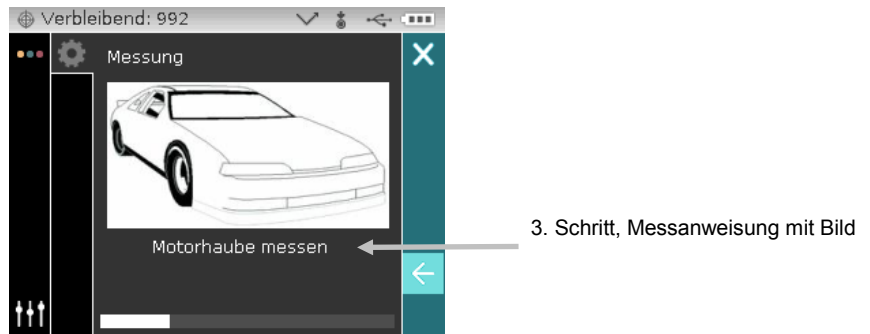 Verbleibend: 992
Messung
Motorhaube messen
3. Schritt, Messanweisung mit Bild